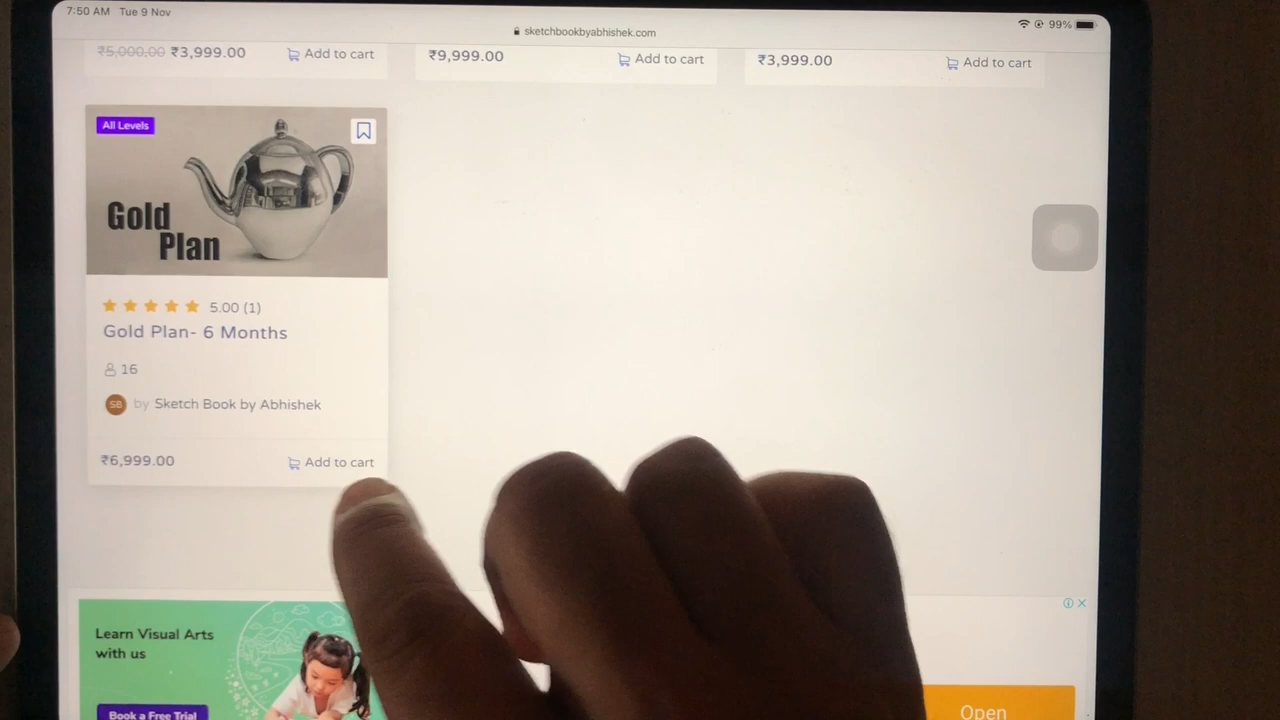 7:50 AM Tue 9 Nov
sketchbookbyabhishek.com
99%
₹5,000.00 ₹3,999.00 Add to cart
₹9,999.00 Add to cart
₹3,999.00 Add to cart
All Levels
Gold
Plan
5.00 (1)
Gold Plan- 6 Months
16
SB by Sketch Book by Abhishek
₹6,999.00 Add to cart
Learn Visual Arts
with us
Book a Free Trial
Open